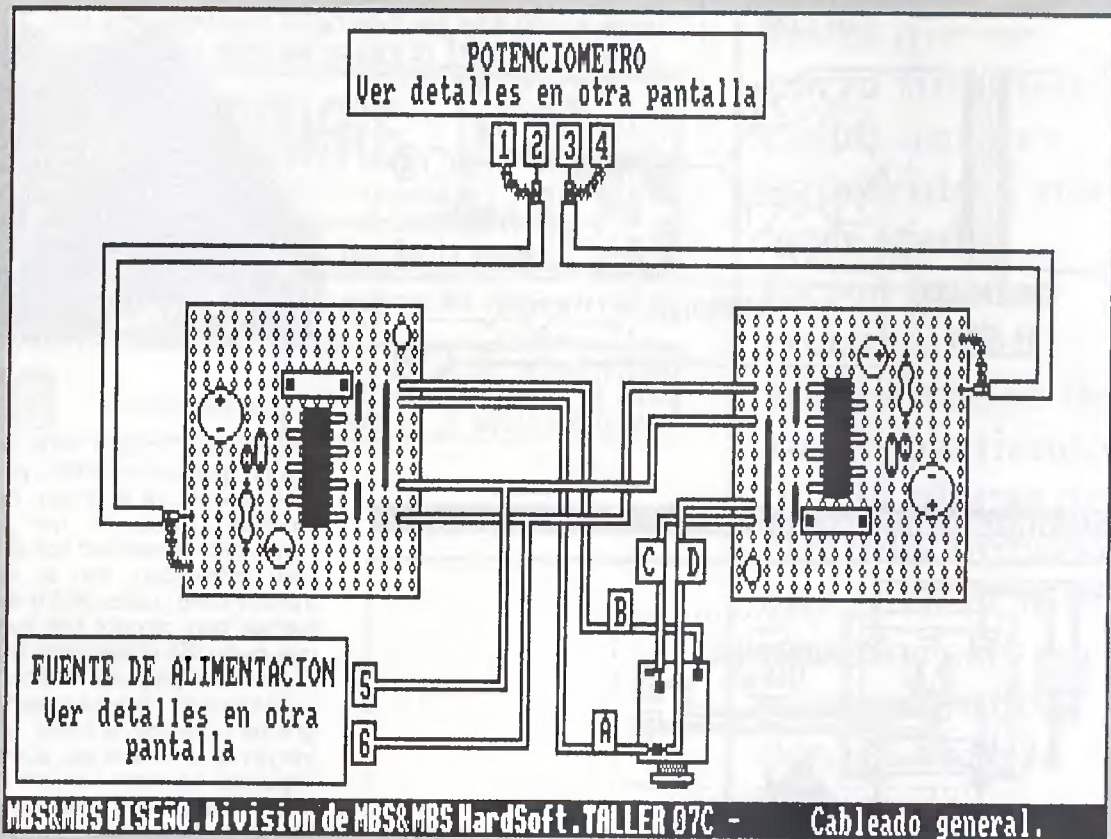 POTENCIOMETRO
Ver detalles en otra pantalla
1 2 3 4
C D
B
A
FUENTE DE ALIMENTACION
Ver detalles en otra
pantalla
5
6
MBS&MBS DISEÑO. Division de MBS&MBS HardSoft. TALLER 07C - Cableado general.